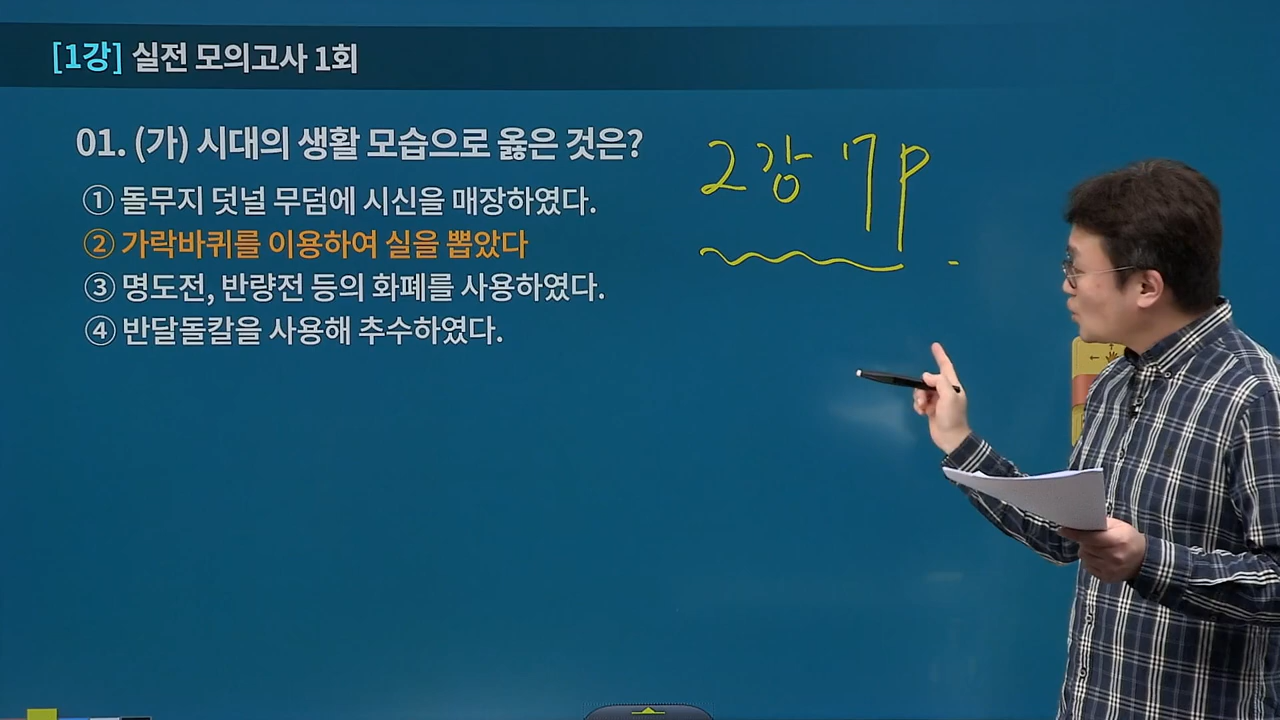 [1강] 실전 모의고사 1회
01. (가) 시대의 생활 모습으로 옳은 것은?
① 돌무지 덧널 무덤에 시신을 매장하였다.
② 가락바퀴를 이용하여 실을 뽑았다
③ 명도전, 반량전 등의 화폐를 사용하였다.
④ 반달돌칼을 사용해 추수하였다.
2강 7p